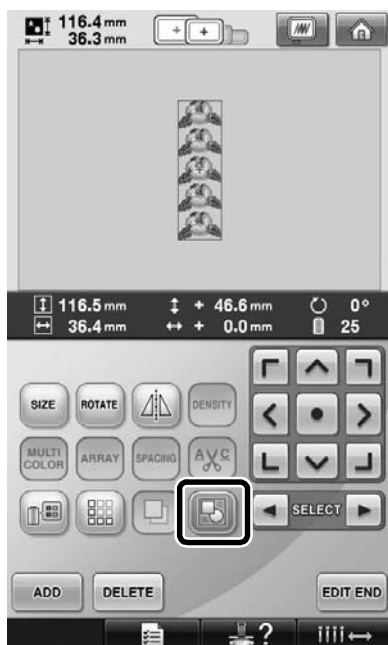 116.4 mm
36.3 mm
116.5 mm + 46.6 mm 0°
36.4 mm + 0.0 mm 25
SIZE ROTATE DENSITY
MULTI COLOR ARRAY SPACING AVC
SELECT
ADD DELETE EDIT END
?